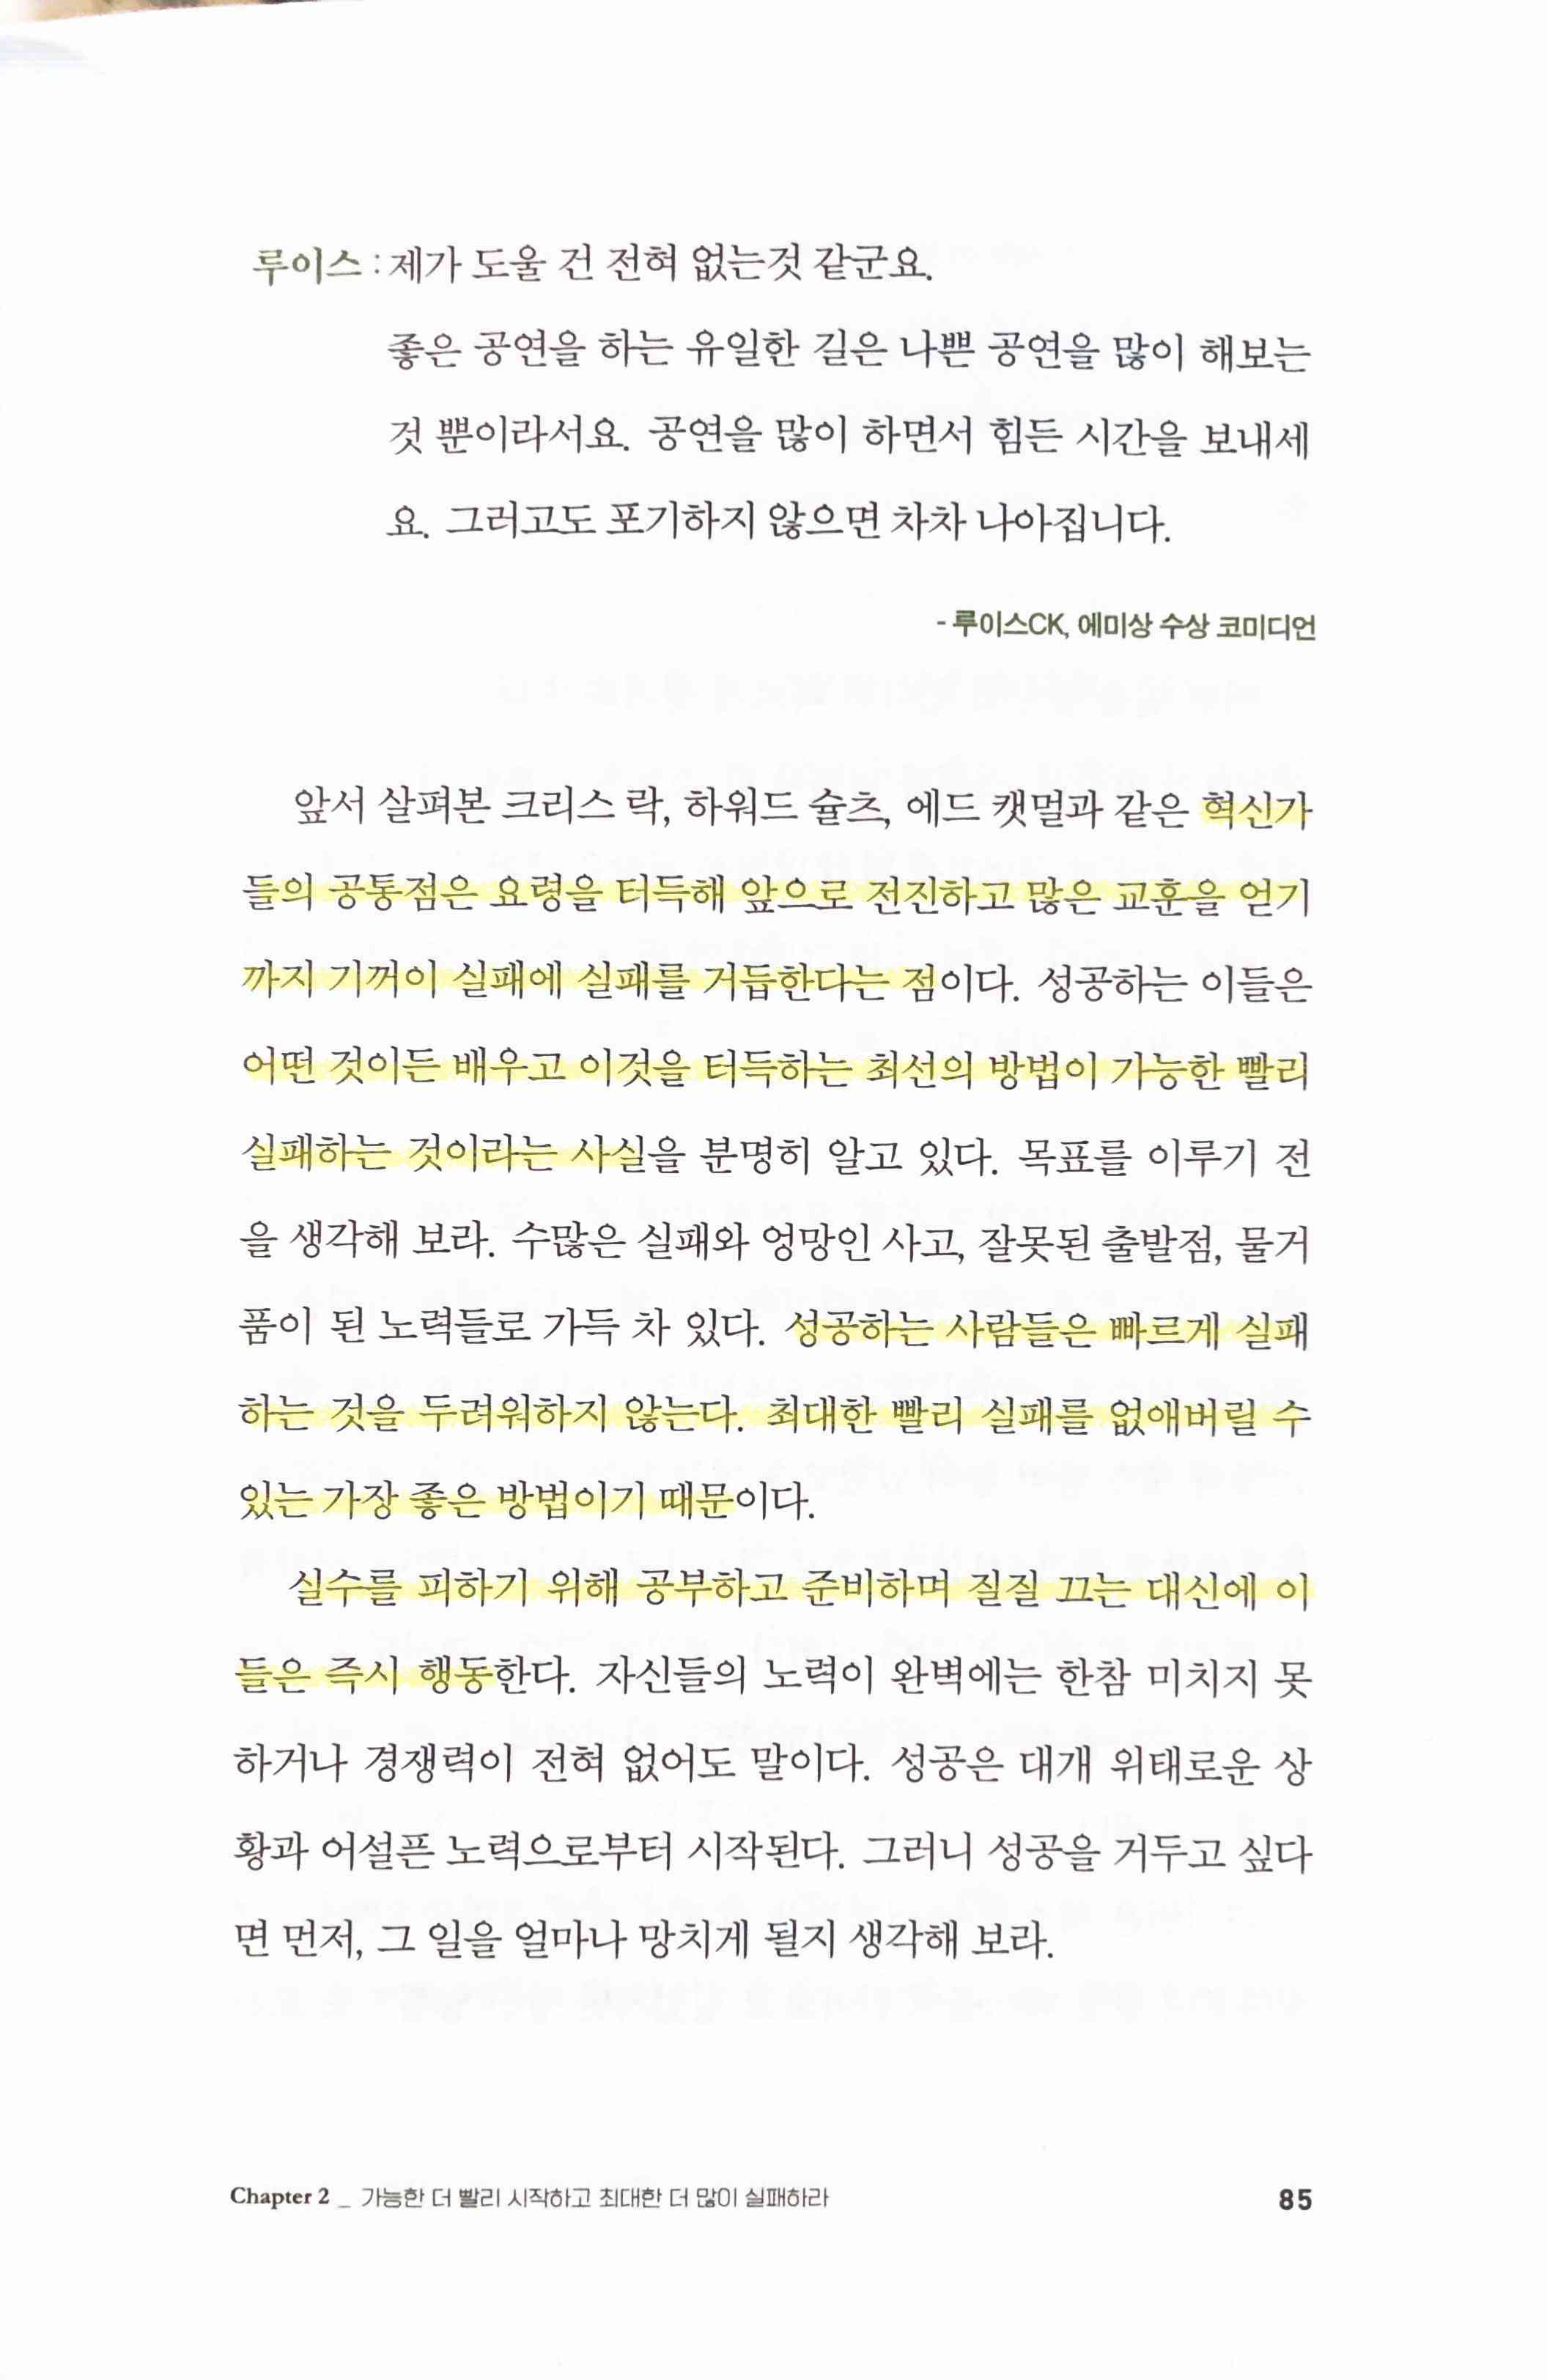 루이스 : 제가 도울 건 전혀 없는것 같군요.
좋은 공연을 하는 유일한 길은 나쁜 공연을 많이 해보는
것 뿐이라서요. 공연을 많이 하면서 힘든 시간을 보내세
요. 그러고도 포기하지 않으면 차차 나아집니다.
- 루이스CK, 에미상 수상 코미디언
앞서 살펴본 크리스 락, 하워드 슐츠, 에드 캣멀과 같은 혁신가
들의 공통점은 요령을 터득해 앞으로 전진하고 많은 교훈을 얻기
까지 기꺼이 실패에 실패를 거듭한다는 점이다. 성공하는 이들은
어떤 것이든 배우고 이것을 터득하는 최선의 방법이 가능한 빨리
실패하는 것이라는 사실을 분명히 알고 있다. 목표를 이루기 전
을 생각해 보라. 수많은 실패와 엉망인 사고, 잘못된 출발점, 물거
품이 된 노력들로 가득 차 있다. 성공하는 사람들은 빠르게 실패
하는 것을 두려워하지 않는다. 최대한 빨리 실패를 없애버릴 수
있는 가장 좋은 방법이기 때문이다.
실수를 피하기 위해 공부하고 준비하며 질질 끄는 대신에 이
들은 즉시 행동한다. 자신들의 노력이 완벽에는 한참 미치지 못
하거나 경쟁력이 전혀 없어도 말이다. 성공은 대개 위태로운 상
황과 어설픈 노력으로부터 시작된다. 그러니 성공을 거두고 싶다
면 먼저, 그 일을 얼마나 망치게 될지 생각해 보라.
Chapter 2 _ 가능한 더 빨리 시작하고 최대한 더 많이 실패하라 85